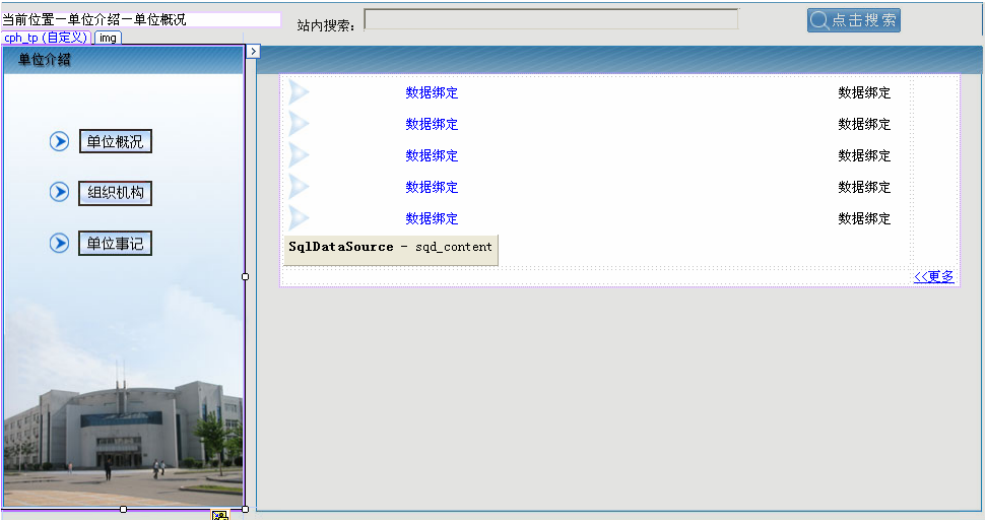 当前位置－单位介绍－单位概况
站内搜索：
点击搜索
cph_tp (自定义)
img
单位介绍
数据绑定 数据绑定
数据绑定 数据绑定
单位概况
数据绑定 数据绑定
数据绑定 数据绑定
组织机构
数据绑定 数据绑定
单位事记
SqlDataSource - sqd_content
<<更多